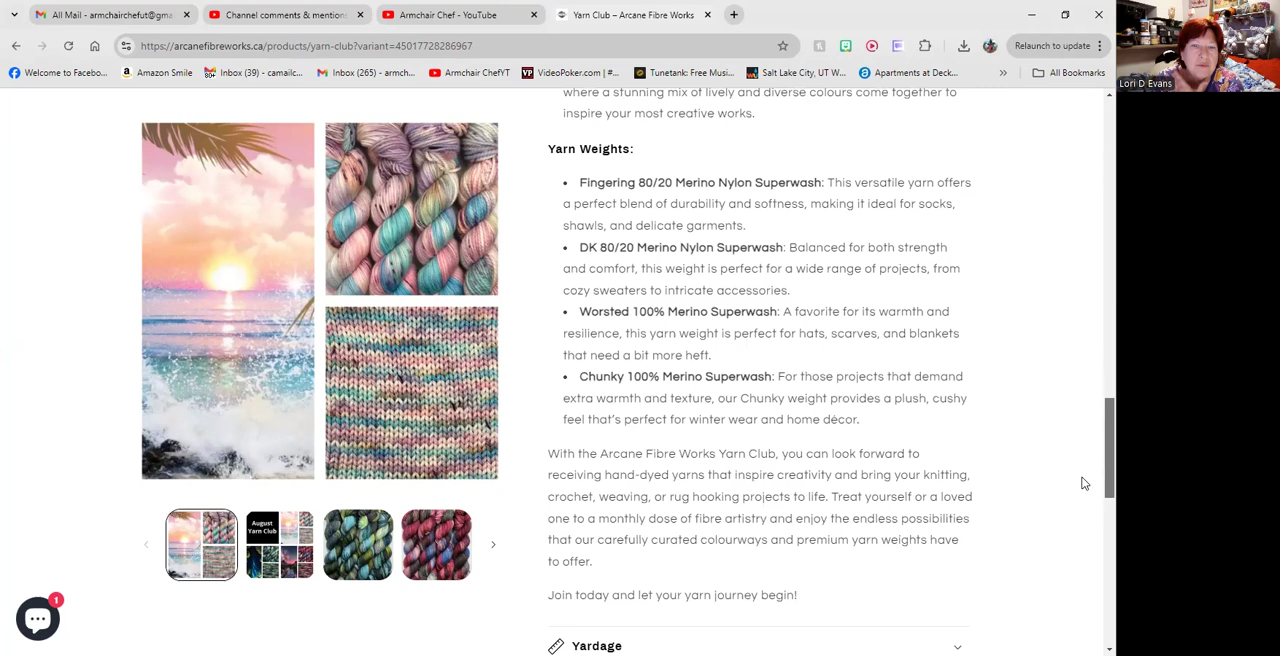 All Mail - armchairchefut@gma
Channel comments & mentions
Armchair Chef - YouTube
Yarn Club – Arcane Fibre Works
https://arcanefibreworks.ca/products/yarn-club?variant=45017728286967
Relaunch to update
Welcome to Facebo...
Amazon Smile
Inbox (39) - camailc...
Inbox (265) - armch...
Armchair ChefYT
VideoPoker.com | #...
Tunetank: Free Musi...
Salt Lake City, UT W...
Apartments at Deck...
All Bookmarks
Lori D Evans
where a stunning mix of lively and diverse colours come together to
inspire your most creative works.
Yarn Weights:
• Fingering 80/20 Merino Nylon Superwash: This versatile yarn offers
a perfect blend of durability and softness, making it ideal for socks,
shawls, and delicate garments.
• DK 80/20 Merino Nylon Superwash: Balanced for both strength
and comfort, this weight is perfect for a wide range of projects, from
cozy sweaters to intricate accessories.
• Worsted 100% Merino Superwash: A favorite for its warmth and
resilience, this yarn weight is perfect for hats, scarves, and blankets
that need a bit more heft.
• Chunky 100% Merino Superwash: For those projects that demand
extra warmth and texture, our Chunky weight provides a plush, cushy
feel that's perfect for winter wear and home décor.
With the Arcane Fibre Works Yarn Club, you can look forward to
receiving hand-dyed yarns that inspire creativity and bring your knitting,
crochet, weaving, or rug hooking projects to life. Treat yourself or a loved
one to a monthly dose of fibre artistry and enjoy the endless possibilities
that our carefully curated colourways and premium yarn weights have
to offer.
Join today and let your yarn journey begin!
Yardage
August
Yarn Club
1